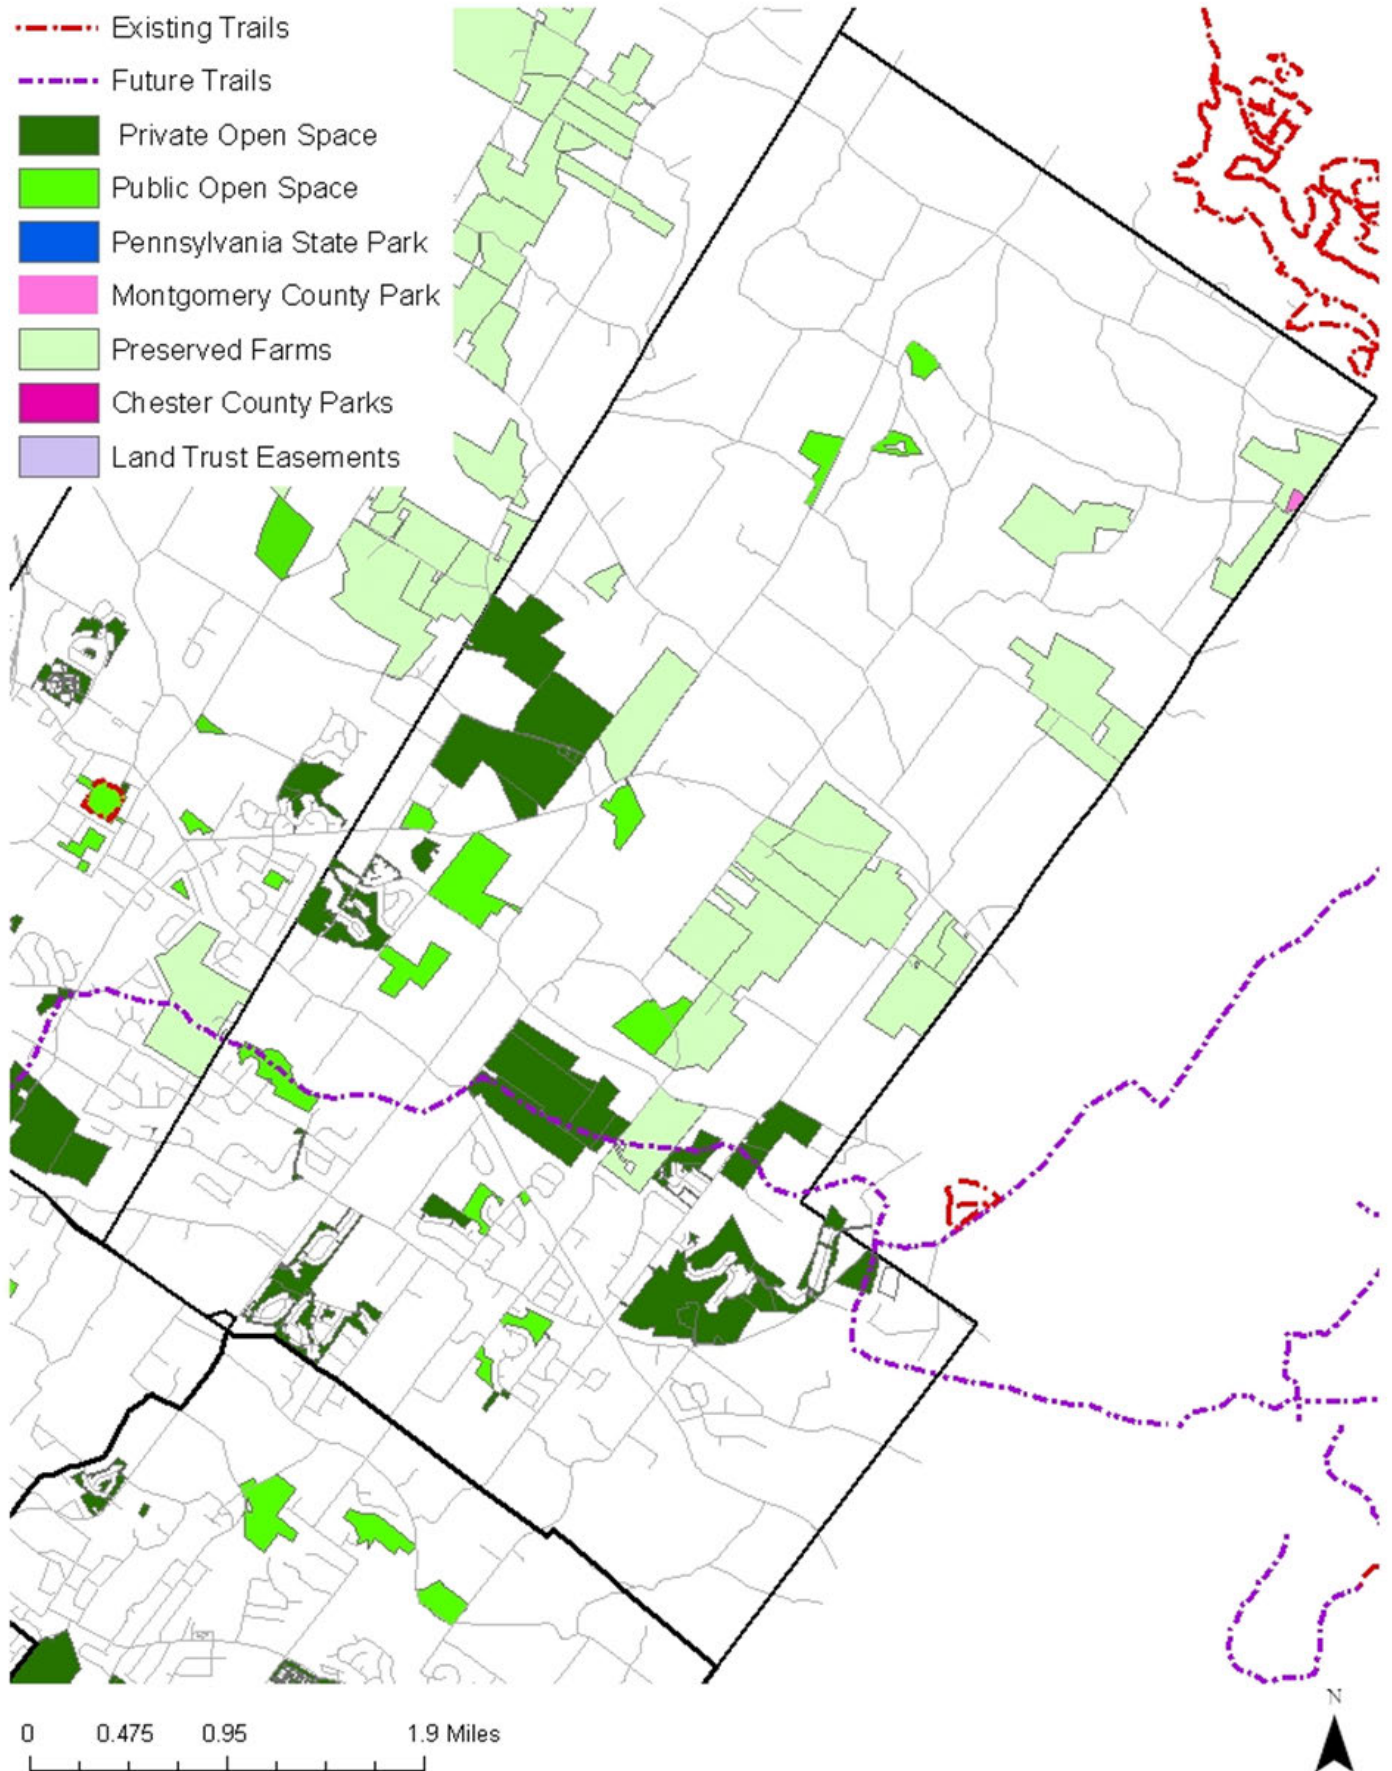 Existing Trails
Future Trails
Private Open Space
Public Open Space
Pennsylvania State Park
Montgomery County Park
Preserved Farms
Chester County Parks
Land Trust Easements
N
0 0.475 0.95 1.9 Miles